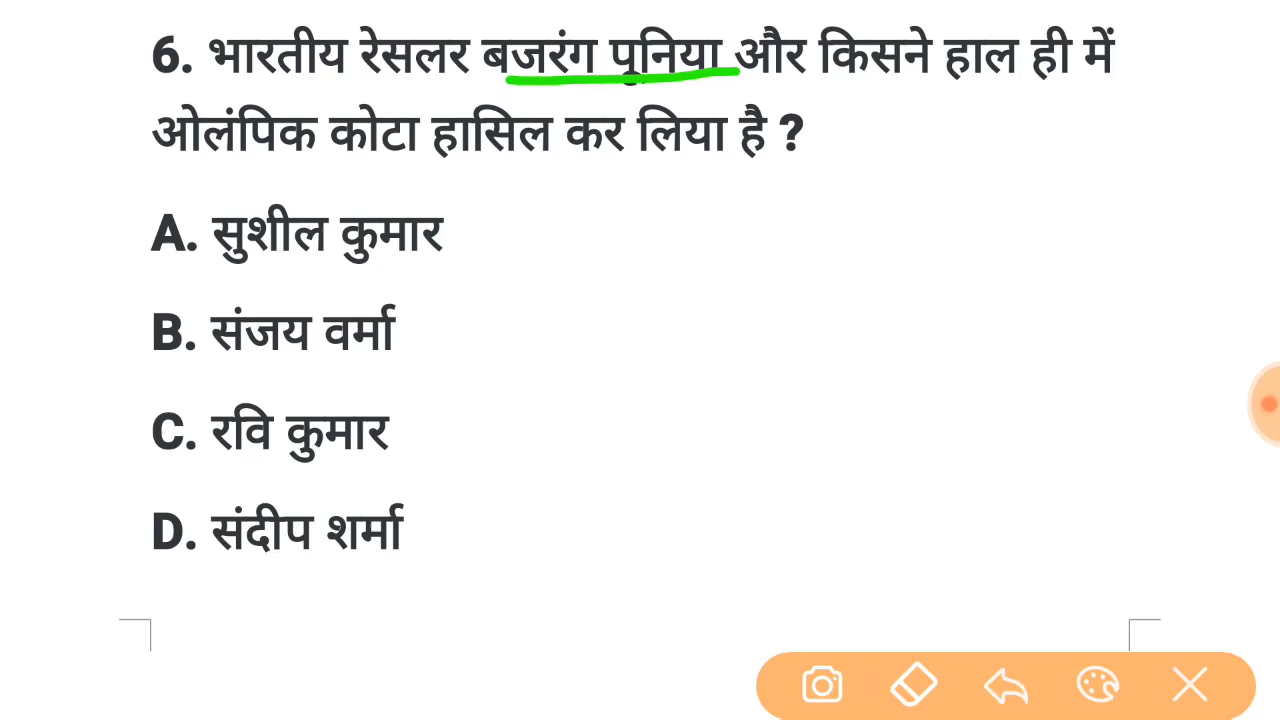 6. भारतीय रेसलर बजरंग पूनिया और किसने हाल ही में
ओलंपिक कोटा हासिल कर लिया है ?
A. सुशील कुमार
B. संजय वर्मा
C. रवि कुमार
D. संदीप शर्मा